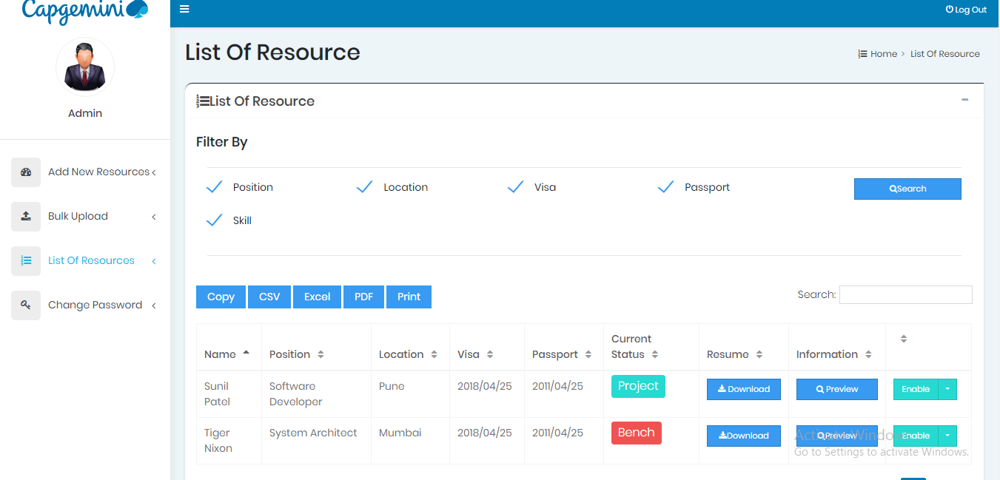 Capgemini
Log Out
List Of Resource
Home > List Of Resource
Admin
List Of Resource
Filter By
Add New Resources
Position Location Visa Passport Search
Bulk Upload
Skill
List Of Resources
Change Password
Copy CSV Excel PDF Print Search:
Name Position Location Visa Passport Current Status Resume Information
Sunil Patel Software Developer Pune 2018/04/25 2011/04/25 Project Download Preview Enable
Tiger Nixon System Architect Mumbai 2018/04/25 2011/04/25 Bench Download Preview Enable
Activate Windows
Go to Settings to activate Windows.